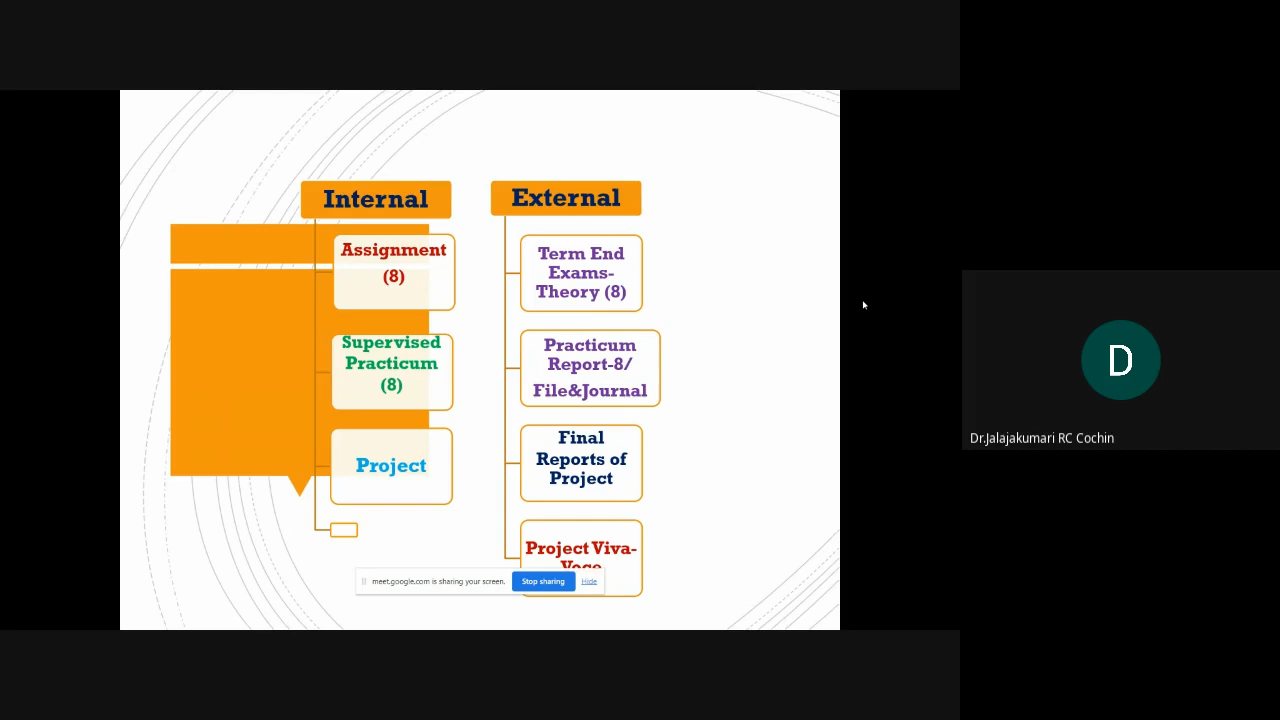 Internal
Assignment
(8)
Supervised
Practicum
(8)
Project
External
Term End
Exams-
Theory (8)
Practicum
Report-8/
File&Journal
Final
Reports of
Project
Project Viva-
Voce
meet.google.com is sharing your screen.
Stop sharing
Hide
D
Dr.Jalajakumari RC Cochin